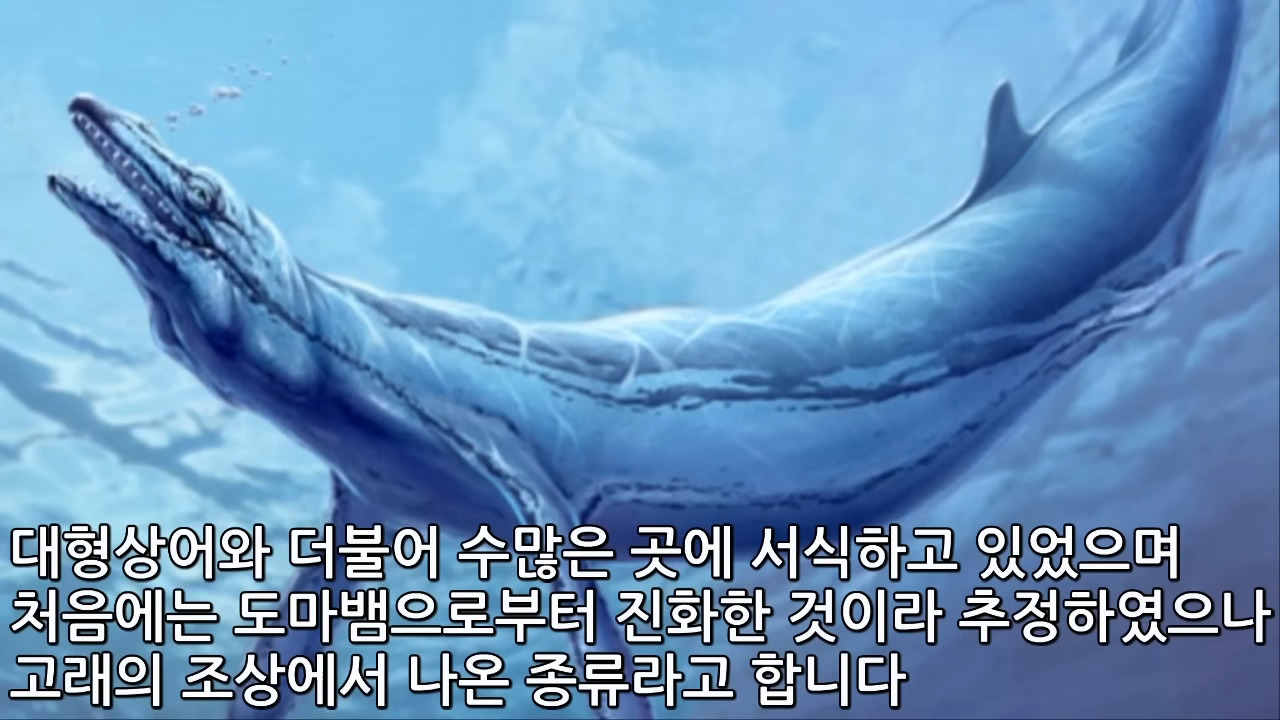 대형상어와 더불어 수많은 곳에 서식하고 있었으며
처음에는 도마뱀으로부터 진화한 것이라 추정하였으나
고래의 조상에서 나온 종류라고 합니다